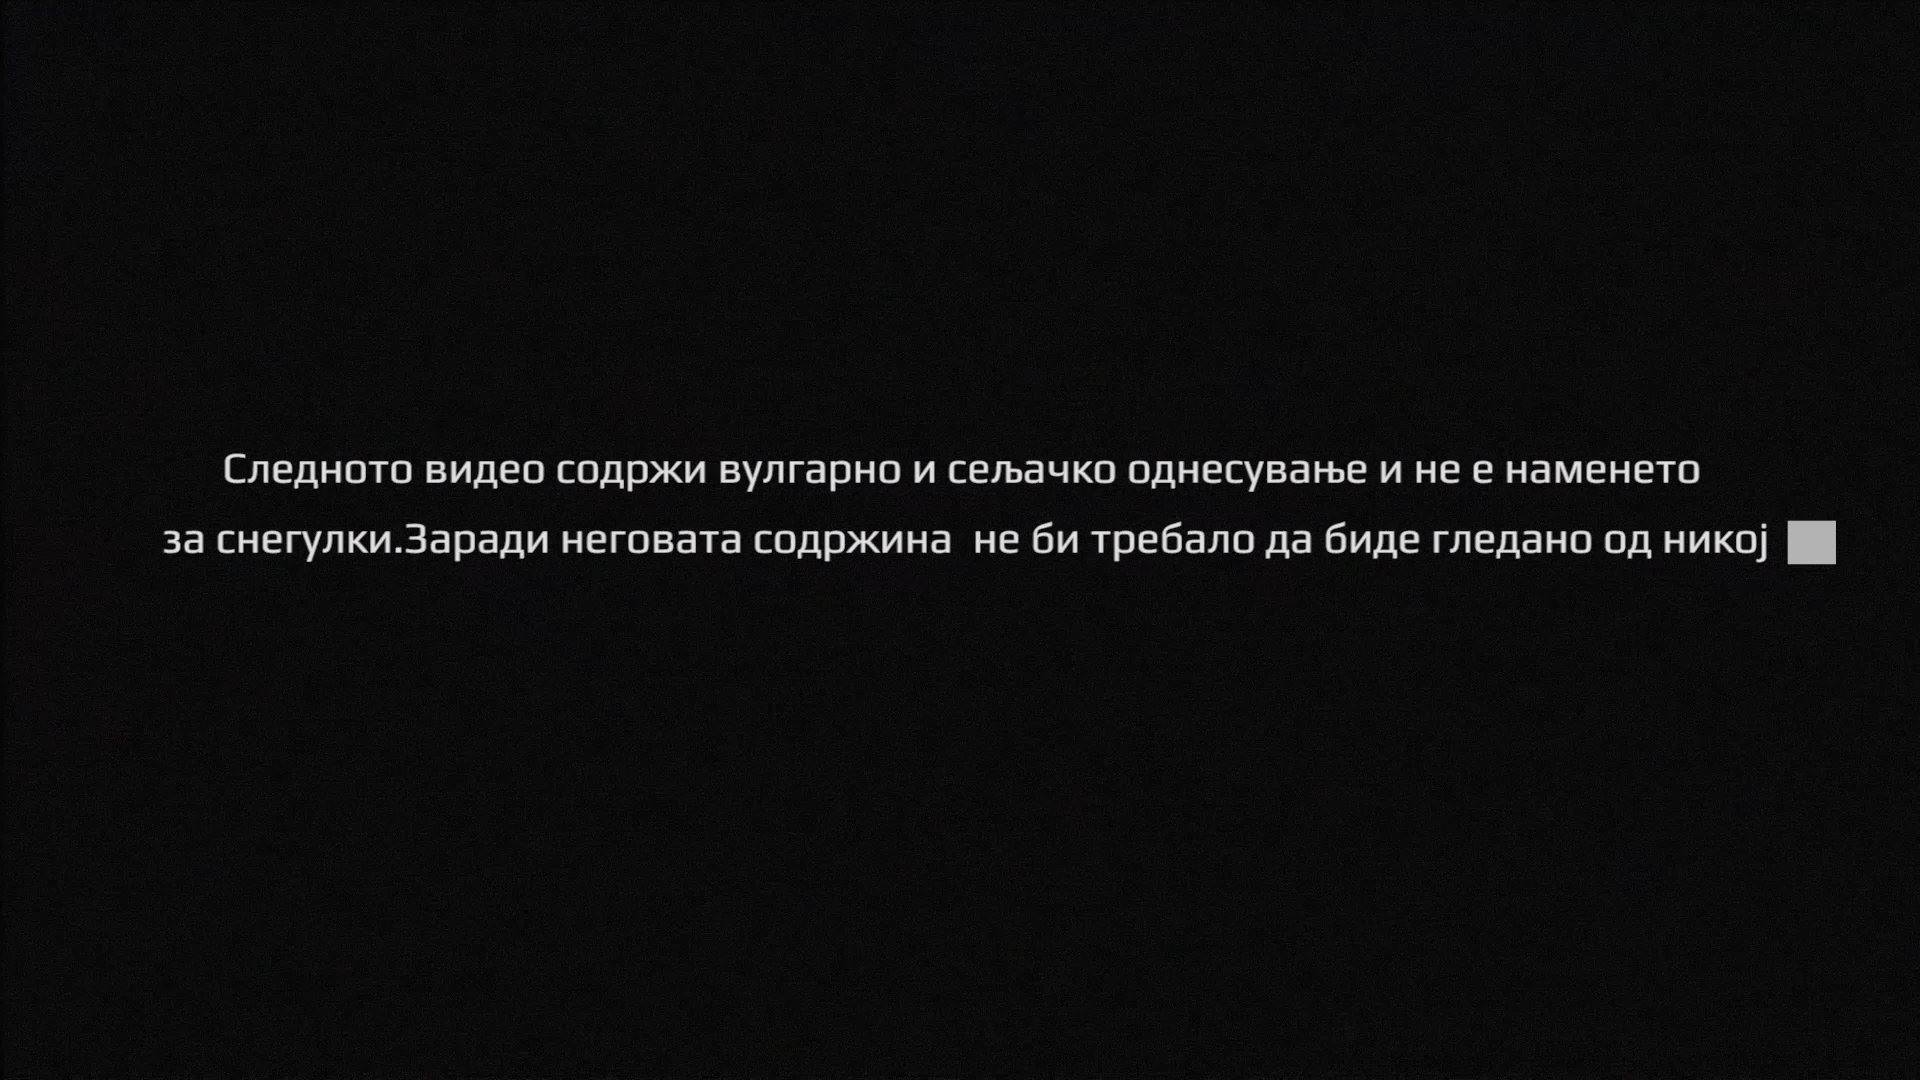 Следното видео содржи вулгарно и сељачко однесување и не е наменето
за снегулки.Заради неговата содржина  не би требало да биде гледано од никој